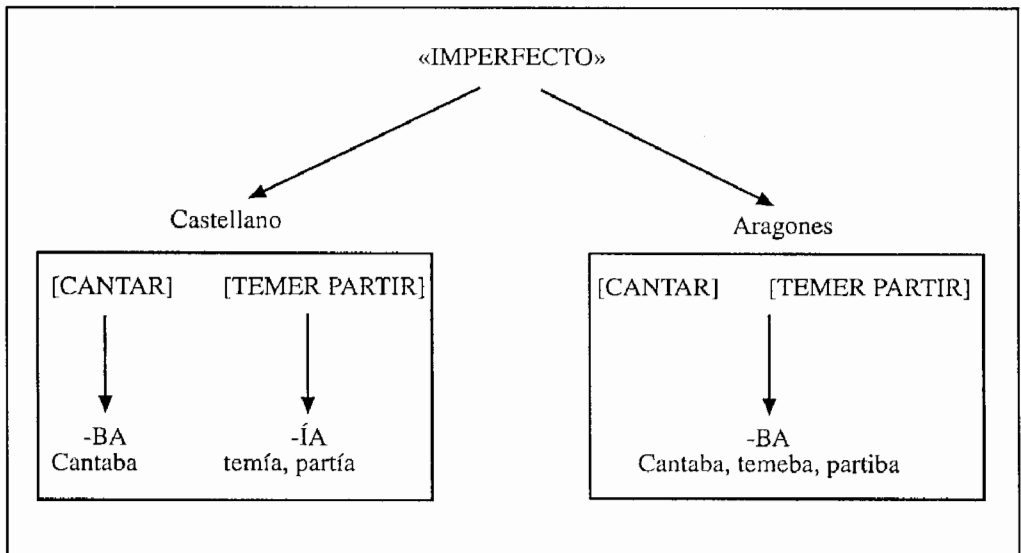 «IMPERFECTO»
Castellano
Aragones
[CANTAR] [TEMER PARTIR]
[CANTAR] [TEMER PARTIR]
-BA -ÍA
Cantaba temía, partía
-BA
Cantaba, temeba, partiba